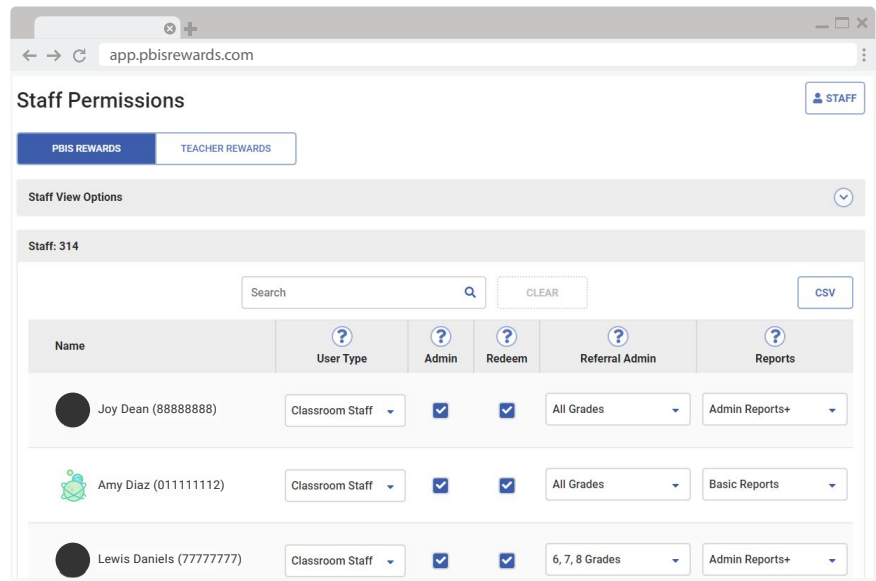 app.pbisrewards.com
Staff Permissions
STAFF
PBIS REWARDS TEACHER REWARDS
Staff View Options
Staff: 314
Search CLEAR CSV
? ? ? ? ?
Name User Type Admin Redeem Referral Admin Reports
Joy Dean (88888888) Classroom Staff All Grades Admin Reports+
Amy Diaz (011111112) Classroom Staff All Grades Basic Reports
Lewis Daniels (77777777) Classroom Staff 6, 7, 8 Grades Admin Reports+